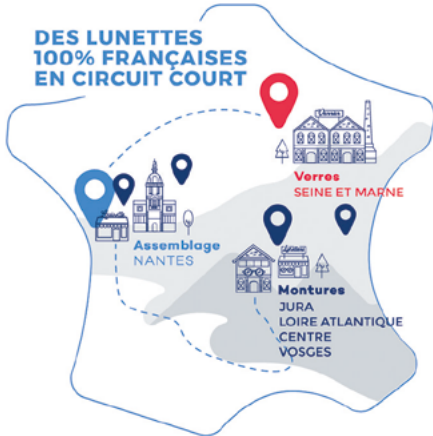 DES LUNETTES
100% FRANÇAISES
EN CIRCUIT COURT
Verres
SEINE ET MARNE
Assemblage
NANTES
Montures
JURA
LOIRE ATLANTIQUE
CENTRE
VOSGES